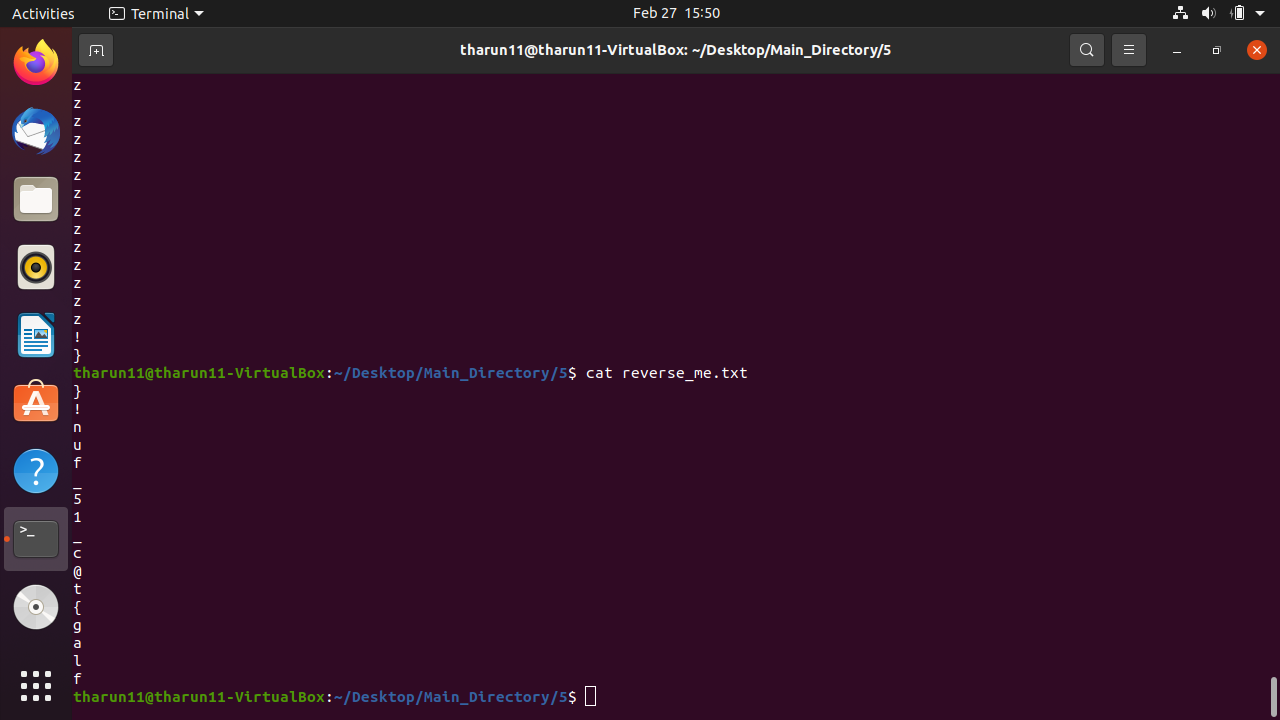 Activities
Terminal
Feb 27 15:50
tharun11@tharun11-VirtualBox: ~/Desktop/Main_Directory/5
z
z
z
z
z
z
z
z
z
z
z
z
z
z
!
}
tharun11@tharun11-VirtualBox:~/Desktop/Main_Directory/5$ cat reverse_me.txt
}
!
n
u
f
_
5
1
_
c
@
t
{
g
a
l
f
tharun11@tharun11-VirtualBox:~/Desktop/Main_Directory/5$